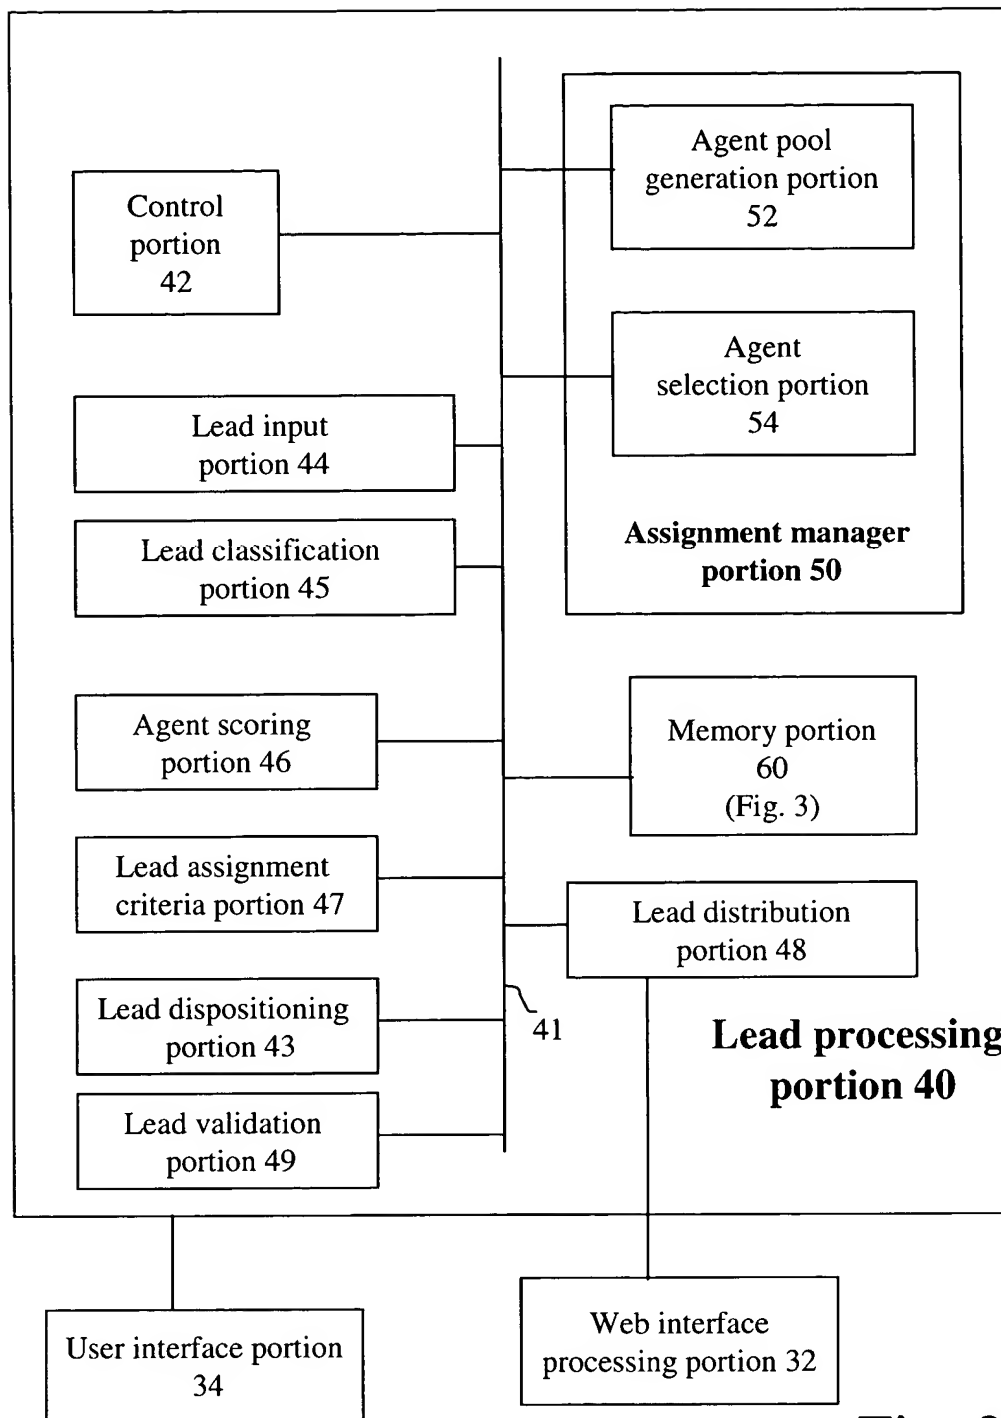 Control
portion
42
Agent pool
generation portion
52
Agent
selection portion
54
Assignment manager
portion 50
Lead input
portion 44
Lead classification
portion 45
Agent scoring
portion 46
Memory portion
60
(Fig. 3)
Lead assignment
criteria portion 47
Lead distribution
portion 48
Lead dispositioning
portion 43
41
Lead processing
portion 40
Lead validation
portion 49
User interface portion
34
Web interface
processing portion 32